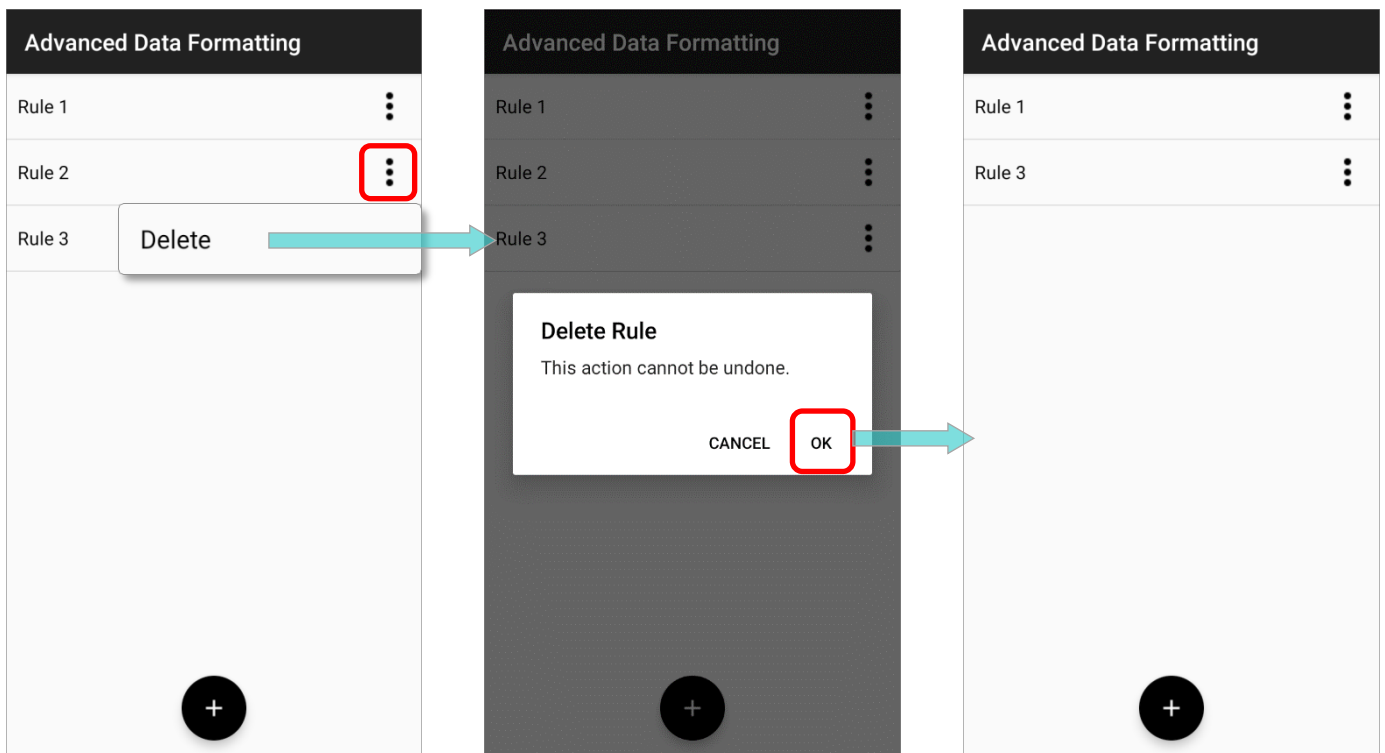 Advanced Data Formatting
Rule 1
Rule 2
Rule 3
Delete
Advanced Data Formatting
Rule 1
Rule 2
Rule 3
Delete Rule
This action cannot be undone.
CANCEL OK
Advanced Data Formatting
Rule 1
Rule 3